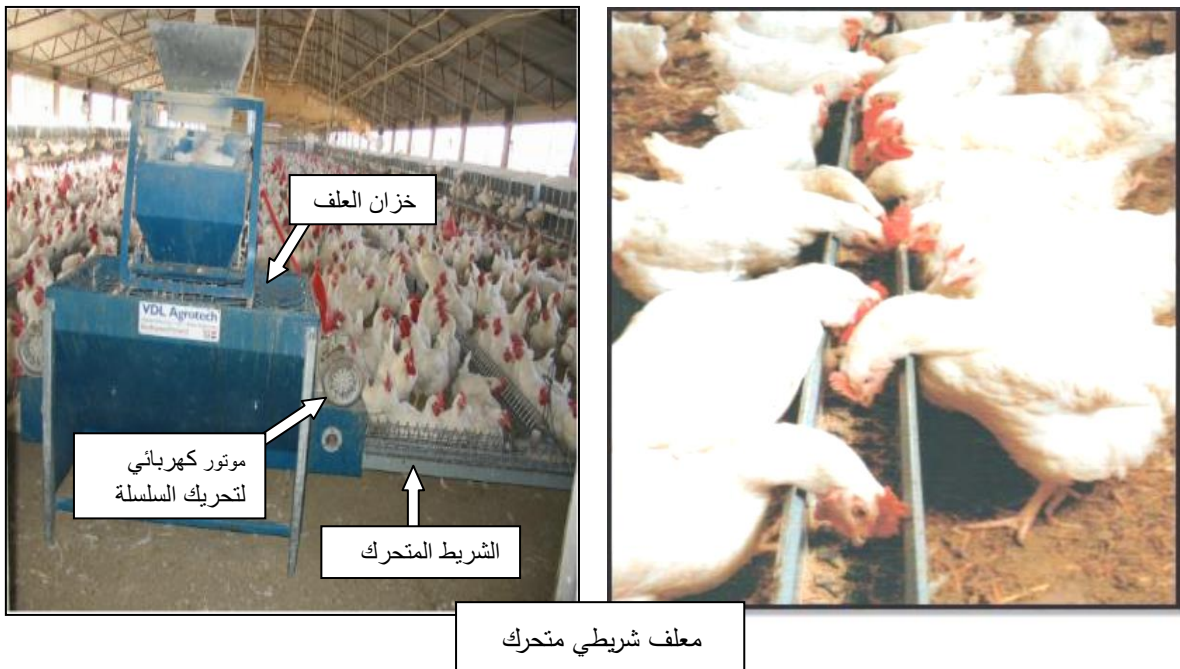 خزان العلف
VDL Agrotech
موتور كهربائي
لتحريك السلسلة
الشريط المتحرك
معلف شريطي متحرك